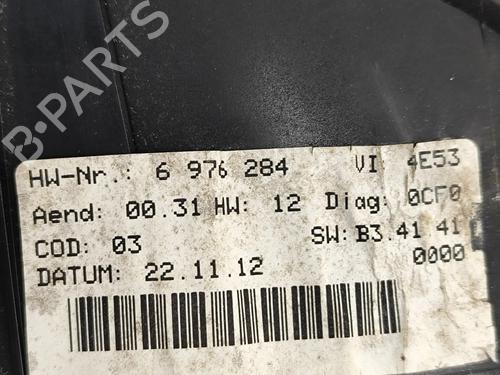 B-PARTS
HW-Nr.: 6 976 284 VI: 4E53
Aend: 00.31 HW: 12 Diag: 0CF0
COD: 03 SW: B3.41 41
DATUM: 22.11.12 0000